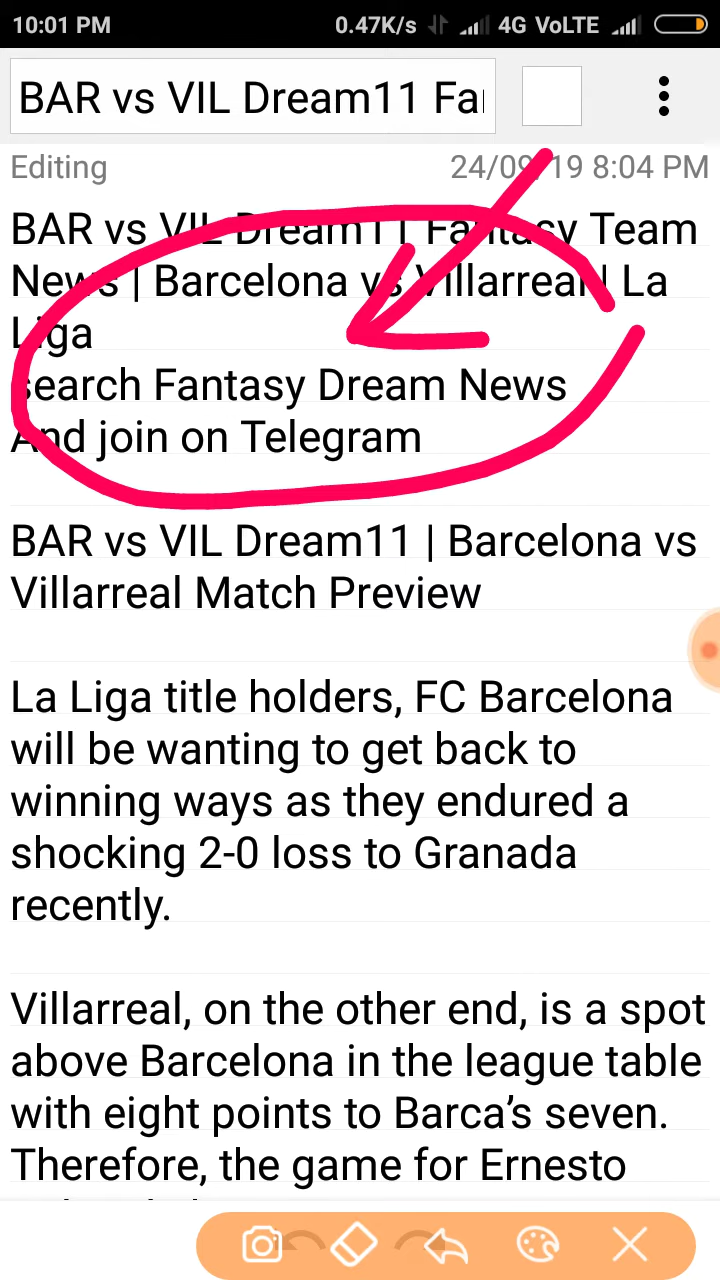 10:01 PM 0.47K/s 4G VoLTE
BAR vs VIL Dream11 Fa
Editing 24/09/19 8:04 PM
BAR vs VIL Dream11 Fantasy Team
News | Barcelona vs Villarreal | La
Liga
search Fantasy Dream News
And join on Telegram
BAR vs VIL Dream11 | Barcelona vs
Villarreal Match Preview
La Liga title holders, FC Barcelona
will be wanting to get back to
winning ways as they endured a
shocking 2-0 loss to Granada
recently.
Villarreal, on the other end, is a spot
above Barcelona in the league table
with eight points to Barca’s seven.
Therefore, the game for Ernesto